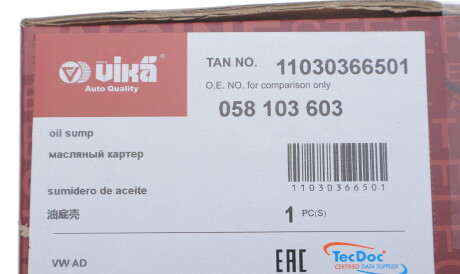 vika
Auto Quality
TAN NO. 11030366501
O.E. NO. for comparison only
058 103 603
oil sump
масляный картер
11030366501
sumidero de aceite
油底壳
1 PC(S)
VW AD
EAC
TecDoc
CERTIFIED DATA SUPPLIER